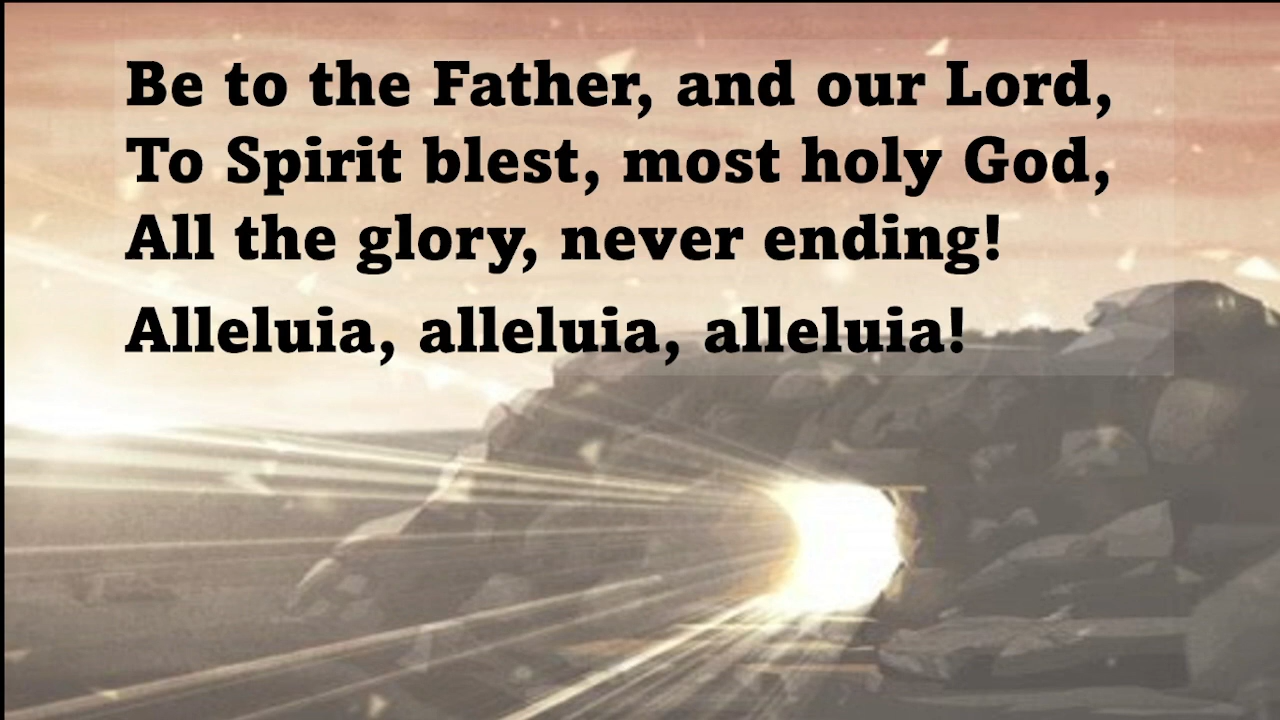 Be to the Father, and our Lord,
To Spirit blest, most holy God,
All the glory, never ending!
Alleluia, alleluia, alleluia!